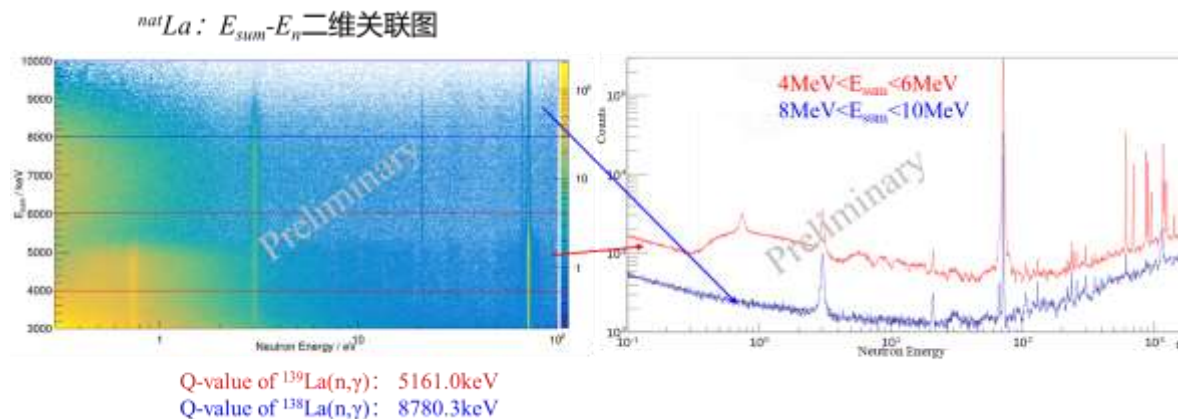 natLa：Esum-En二维关联图
10000
9000
8000
7000
6000
5000
4000
3000
Esum / keV
1
10
10²
Neutron Energy / eV
10
1
Preliminary
4MeV<Esum<6MeV
8MeV<Esum<10MeV
Counts
Preliminary
Neutron Energy
Q-value of ¹³⁹La(n,γ)： 5161.0keV
Q-value of ¹³⁸La(n,γ)： 8780.3keV